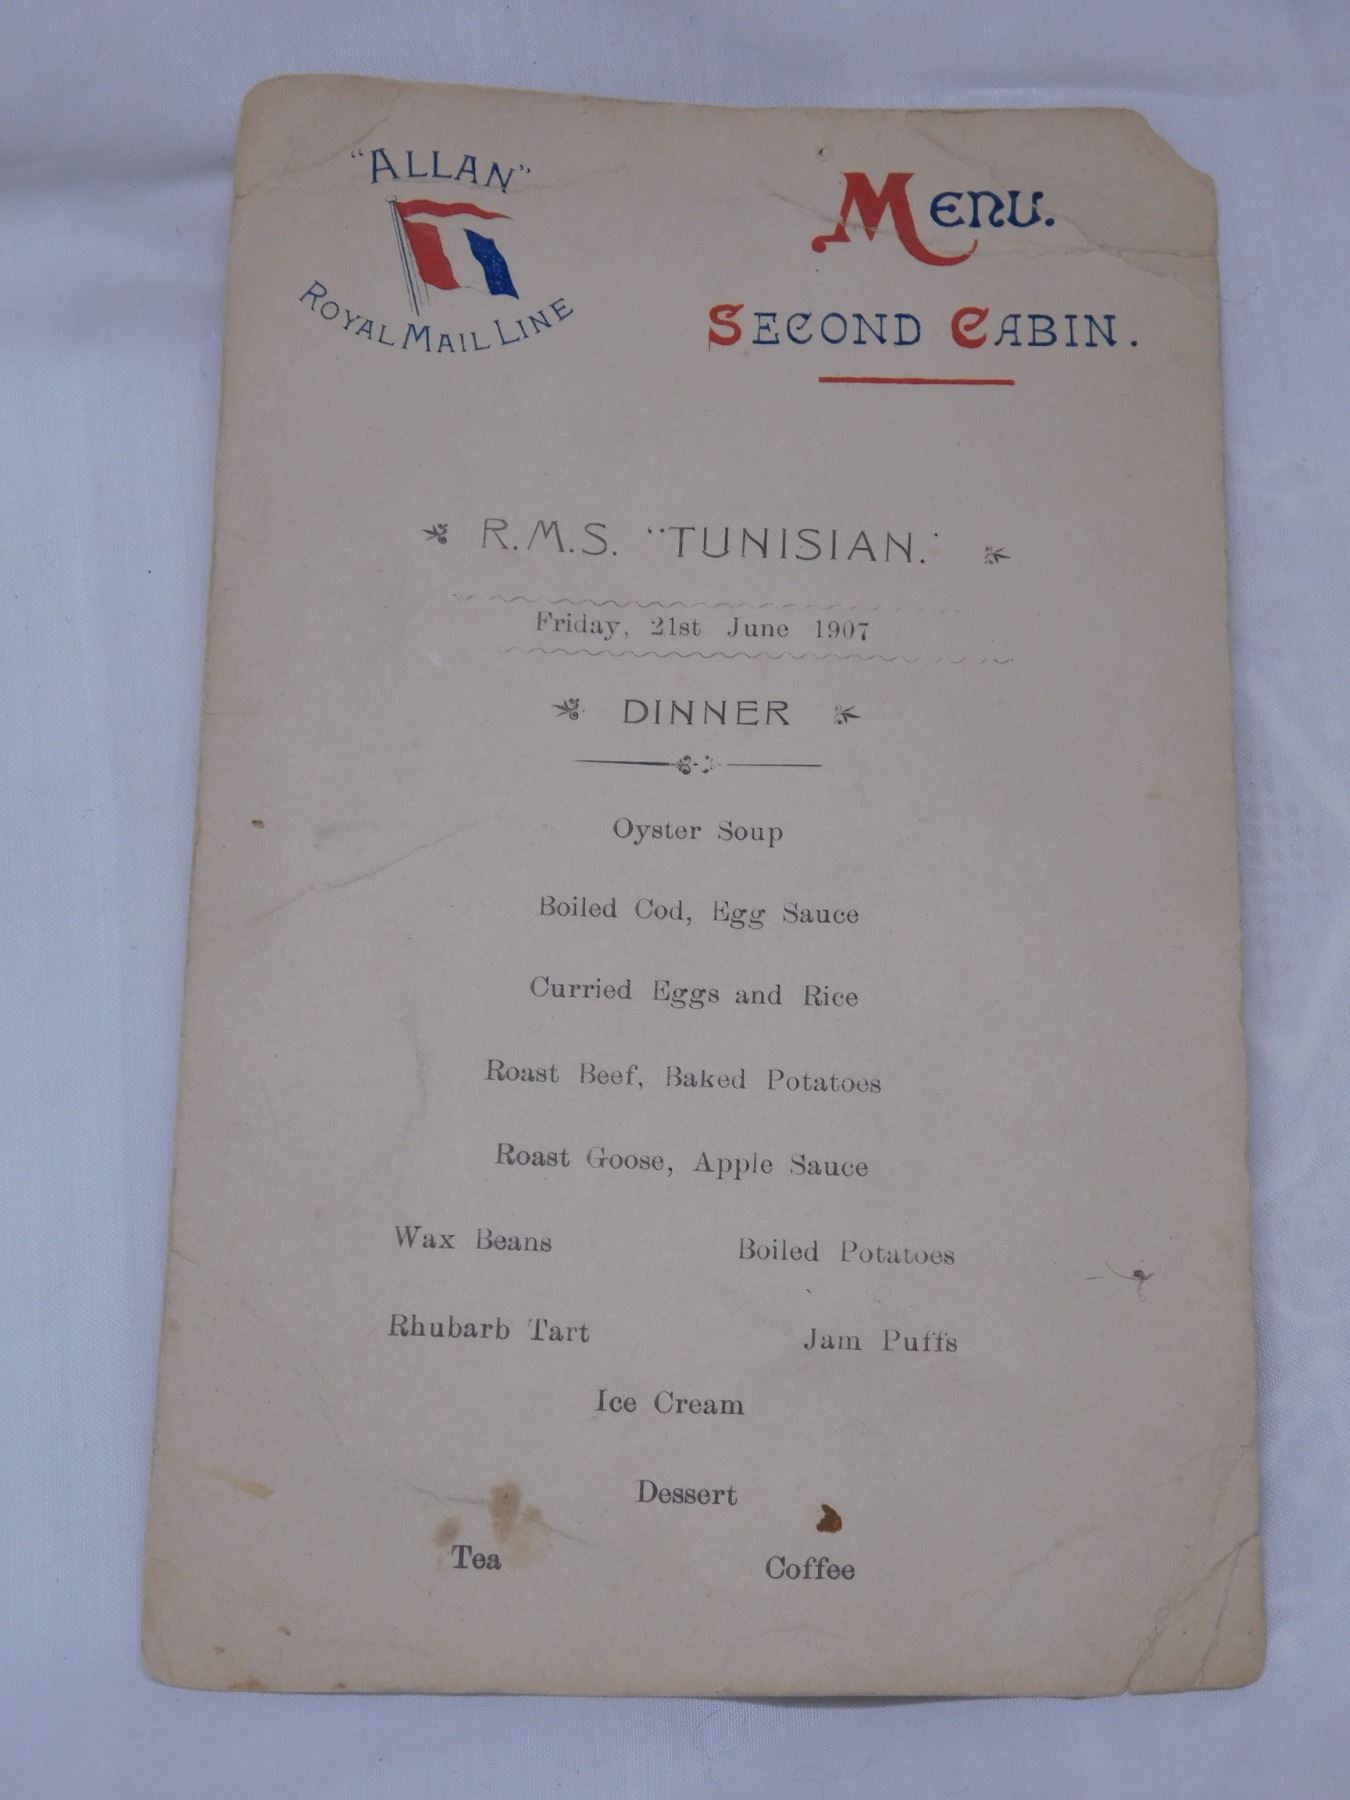 "ALLAN"
ROYAL MAIL LINE
MENU.
SECOND CABIN.
R.M.S. "TUNISIAN."
Friday, 21st June 1907
DINNER
Oyster Soup
Boiled Cod, Egg Sauce
Curried Eggs and Rice
Roast Beef, Baked Potatoes
Roast Goose, Apple Sauce
Wax Beans Boiled Potatoes
Rhubarb Tart Jam Puffs
Ice Cream
Dessert
Tea Coffee